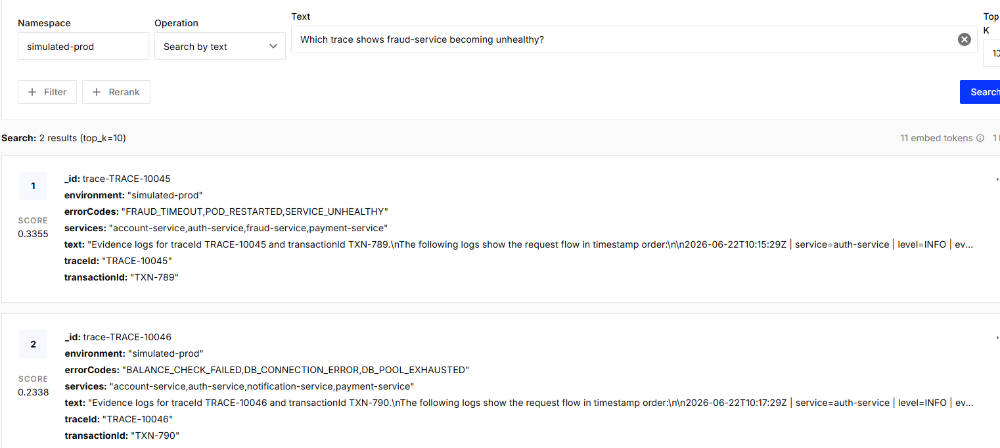 Namespace
Operation
Text
Top
K
simulated-prod
Search by text
Which trace shows fraud-service becoming unhealthy?
10
Filter
Rerank
Search
Search: 2 results (top_k=10)
11 embed tokens
1
1
SCORE
0.3355
_id: trace-TRACE-10045
environment: "simulated-prod"
errorCodes: "FRAUD_TIMEOUT,POD_RESTARTED,SERVICE_UNHEALTHY"
services: "account-service,auth-service,fraud-service,payment-service"
text: "Evidence logs for traceId TRACE-10045 and transactionId TXN-789.\nThe following logs show the request flow in timestamp order:\n\n2026-06-22T10:15:29Z | service=auth-service | level=INFO | ev...
traceId: "TRACE-10045"
transactionId: "TXN-789"
2
SCORE
0.2338
_id: trace-TRACE-10046
environment: "simulated-prod"
errorCodes: "BALANCE_CHECK_FAILED,DB_CONNECTION_ERROR,DB_POOL_EXHAUSTED"
services: "account-service,auth-service,notification-service,payment-service"
text: "Evidence logs for traceId TRACE-10046 and transactionId TXN-790.\nThe following logs show the request flow in timestamp order:\n\n2026-06-22T10:17:29Z | service=auth-service | level=INFO | ev...
traceId: "TRACE-10046"
transactionId: "TXN-790"